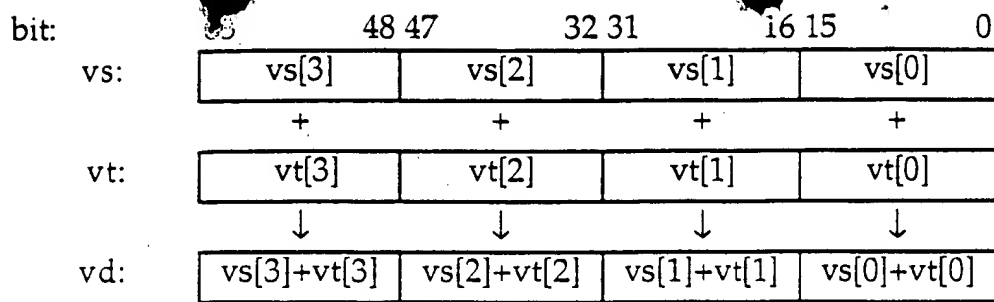 bit: 48 47 32 31 16 15 0
vs: vs[3] vs[2] vs[1] vs[0]
+ + + +
vt: vt[3] vt[2] vt[1] vt[0]
↓ ↓ ↓ ↓
vd: vs[3]+vt[3] vs[2]+vt[2] vs[1]+vt[1] vs[0]+vt[0]